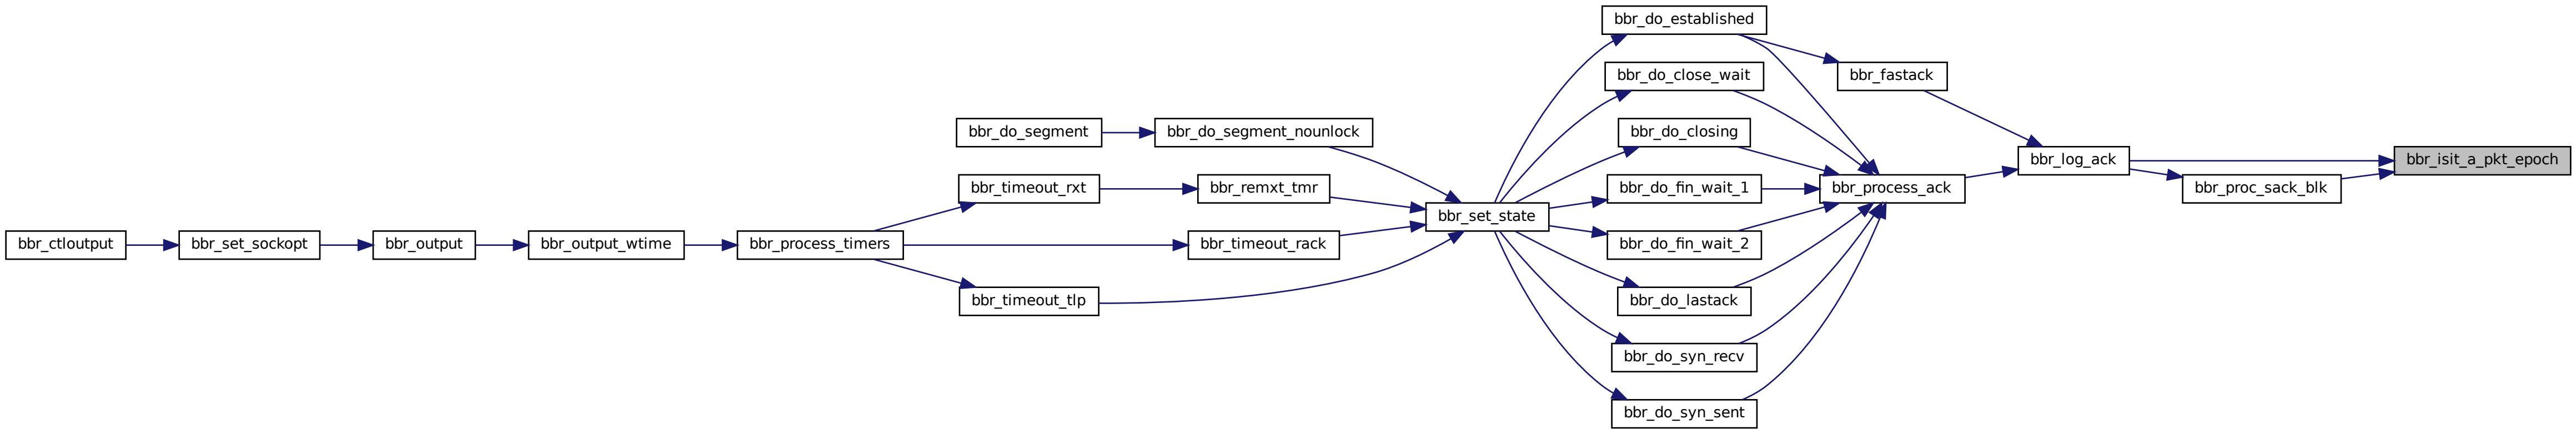 bbr_do_established
bbr_do_close_wait
bbr_fastack
bbr_do_segment
bbr_do_segment_nounlock
bbr_do_closing
bbr_log_ack
bbr_isit_a_pkt_epoch
bbr_timeout_rxt
bbr_remxt_tmr
bbr_do_fin_wait_1
bbr_process_ack
bbr_proc_sack_blk
bbr_set_state
bbr_ctloutput
bbr_set_sockopt
bbr_output
bbr_output_wtime
bbr_process_timers
bbr_timeout_rack
bbr_do_fin_wait_2
bbr_timeout_tlp
bbr_do_lastack
bbr_do_syn_recv
bbr_do_syn_sent